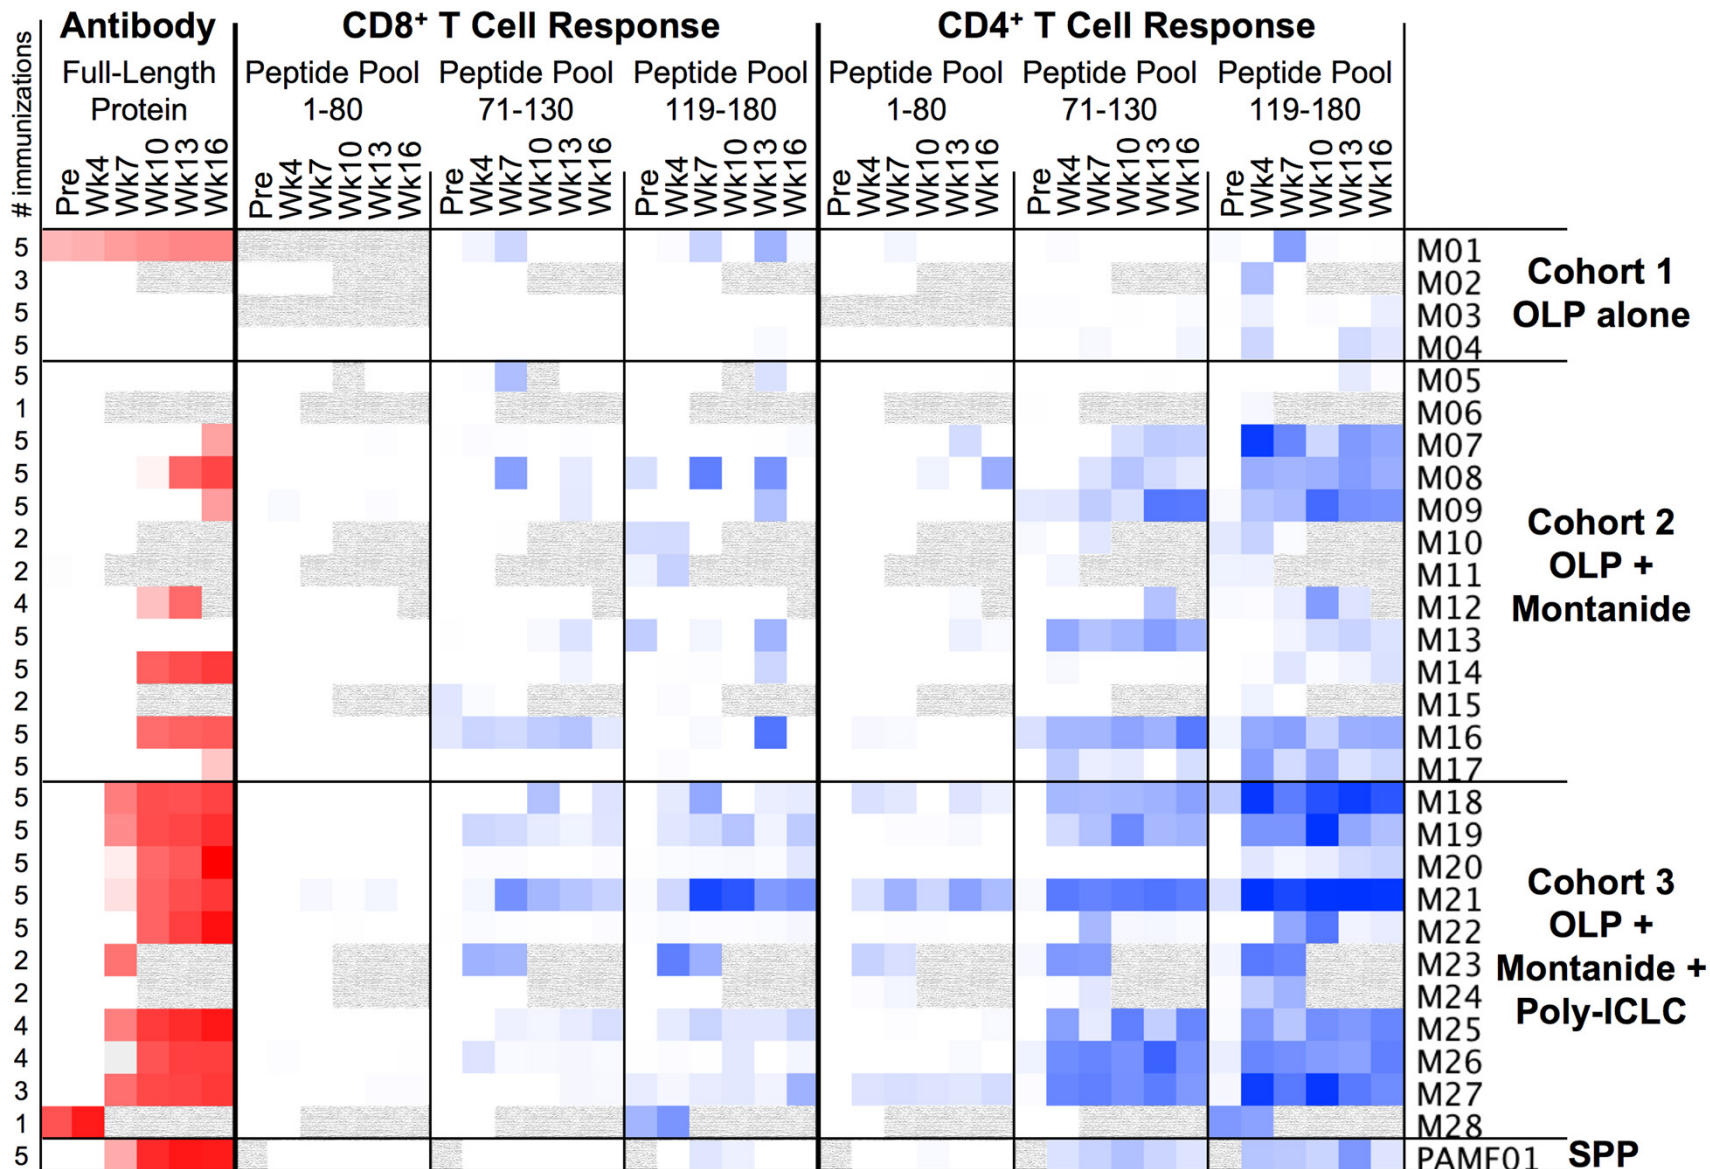 Antibody CD8⁺ T Cell Response CD4⁺ T Cell Response
Full-Length Peptide Pool Peptide Pool Peptide Pool Peptide Pool Peptide Pool Peptide Pool
Protein 1-80 71-130 119-180 1-80 71-130 119-180
# immunizations Pre Wk4 Wk7 Wk10 Wk13 Wk16 Pre Wk4 Wk7 Wk10 Wk13 Wk16 Pre Wk4 Wk7 Wk10 Wk13 Wk16 Pre Wk4 Wk7 Wk10 Wk13 Wk16 Pre Wk4 Wk7 Wk10 Wk13 Wk16 Pre Wk4 Wk7 Wk10 Wk13 Wk16 Pre Wk4 Wk7 Wk10 Wk13 Wk16
5 M01
3 M02
5 M03
5 M04
Cohort 1
OLP alone
5 M05
1 M06
5 M07
5 M08
5 M09
2 M10
2 M11
4 M12
5 M13
5 M14
2 M15
5 M16
5 M17
Cohort 2
OLP +
Montanide
5 M18
5 M19
5 M20
5 M21
5 M22
2 M23
2 M24
4 M25
4 M26
3 M27
1 M28
Cohort 3
OLP +
Montanide +
Poly-ICLC
5 PAMF01 SPP